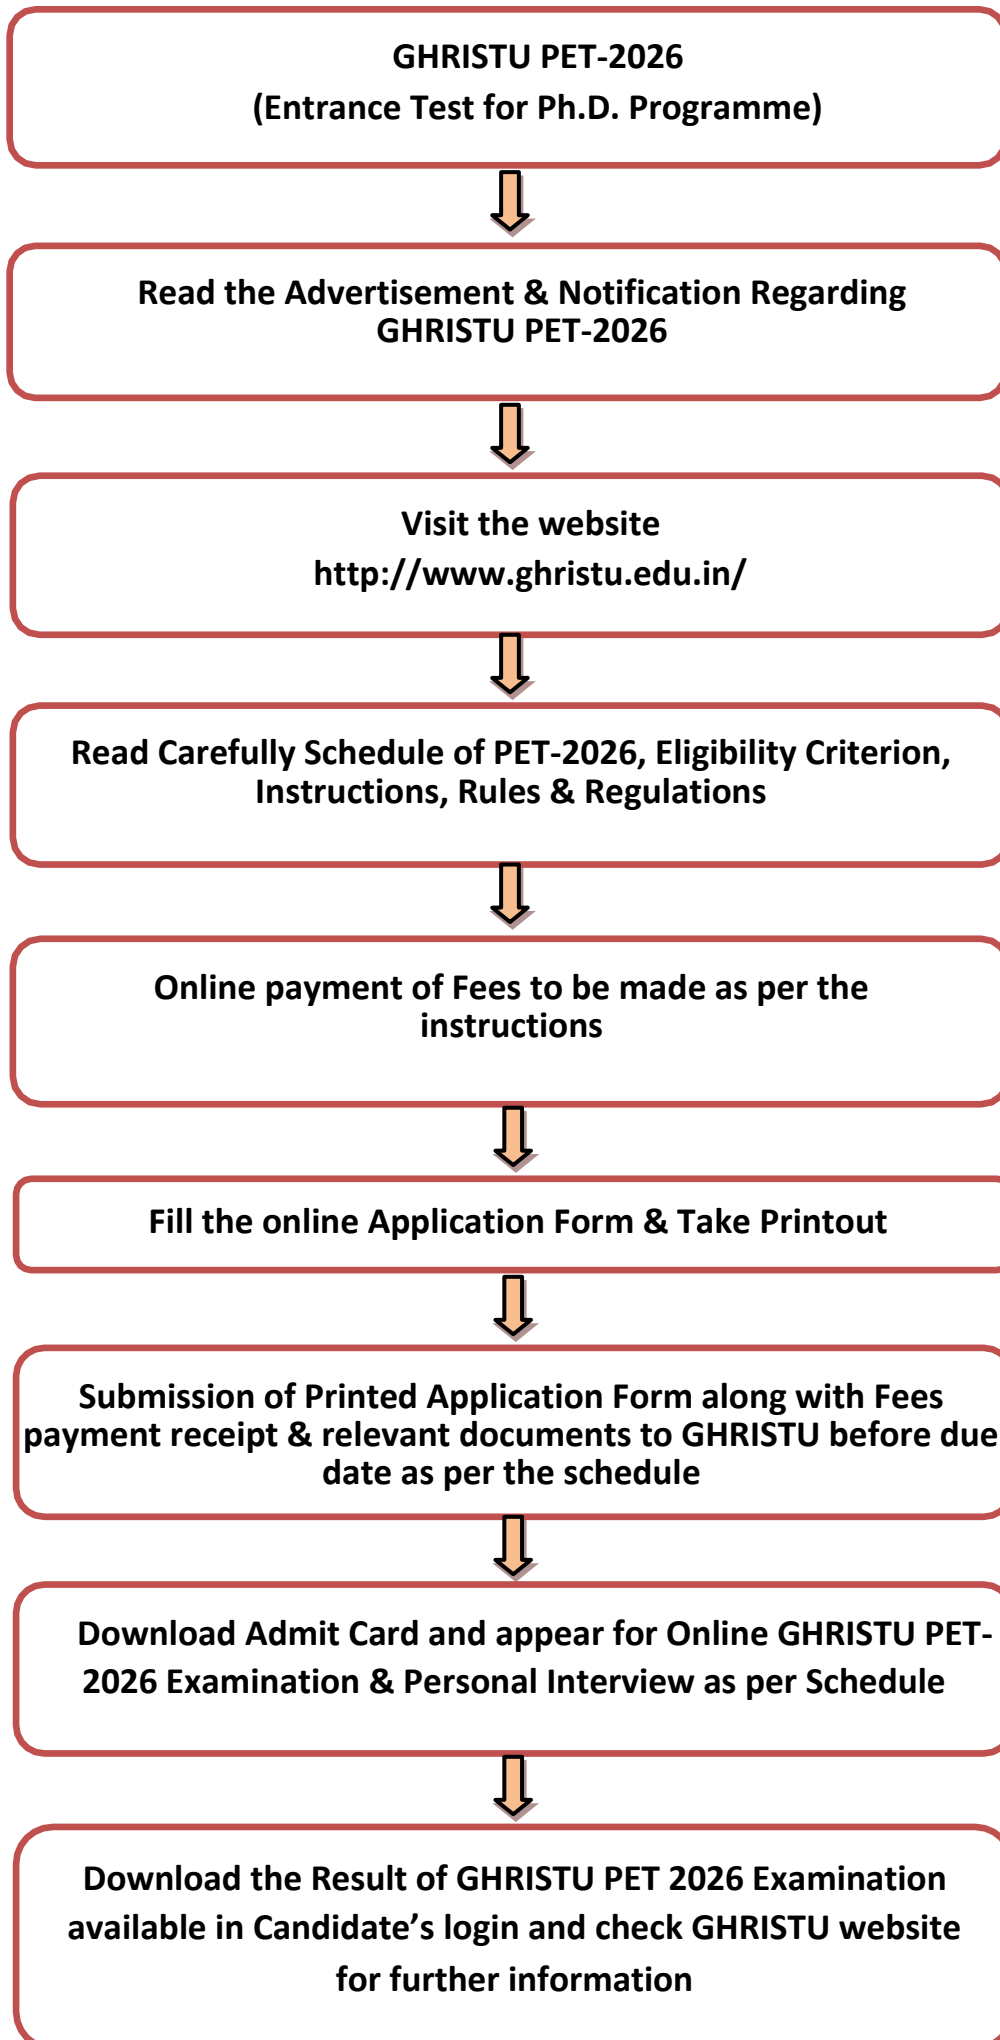 GHRISTU PET-2026
(Entrance Test for Ph.D. Programme)
Read the Advertisement & Notification Regarding
GHRISTU PET-2026
Visit the website
http://www.ghristu.edu.in/
Read Carefully Schedule of PET-2026, Eligibility Criterion,
Instructions, Rules & Regulations
Online payment of Fees to be made as per the
instructions
Fill the online Application Form & Take Printout
Submission of Printed Application Form along with Fees
payment receipt & relevant documents to GHRISTU before due
date as per the schedule
Download Admit Card and appear for Online GHRISTU PET-
2026 Examination & Personal Interview as per Schedule
Download the Result of GHRISTU PET 2026 Examination
available in Candidate’s login and check GHRISTU website
for further information